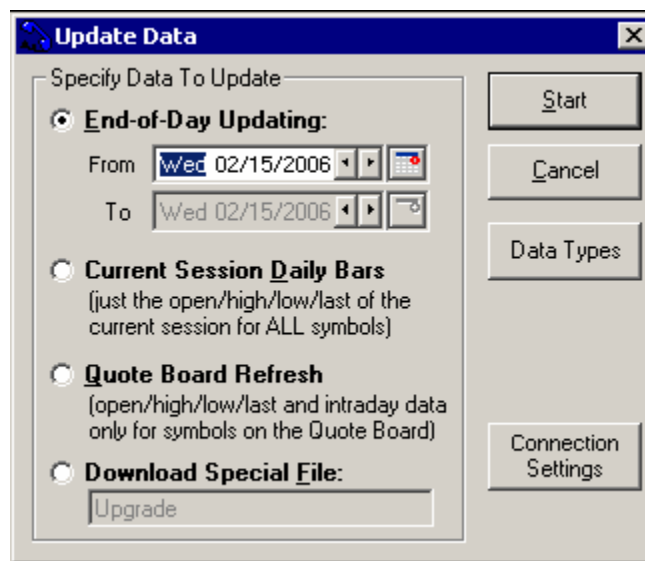 Update Data
Specify Data To Update
End-of-Day Updating:
From Wed 02/15/2006
To Wed 02/15/2006
Current Session Daily Bars
(just the open/high/low/last of the
current session for ALL symbols)
Quote Board Refresh
(open/high/low/last and intraday data
only for symbols on the Quote Board)
Download Special File:
Upgrade
Start
Cancel
Data Types
Connection
Settings